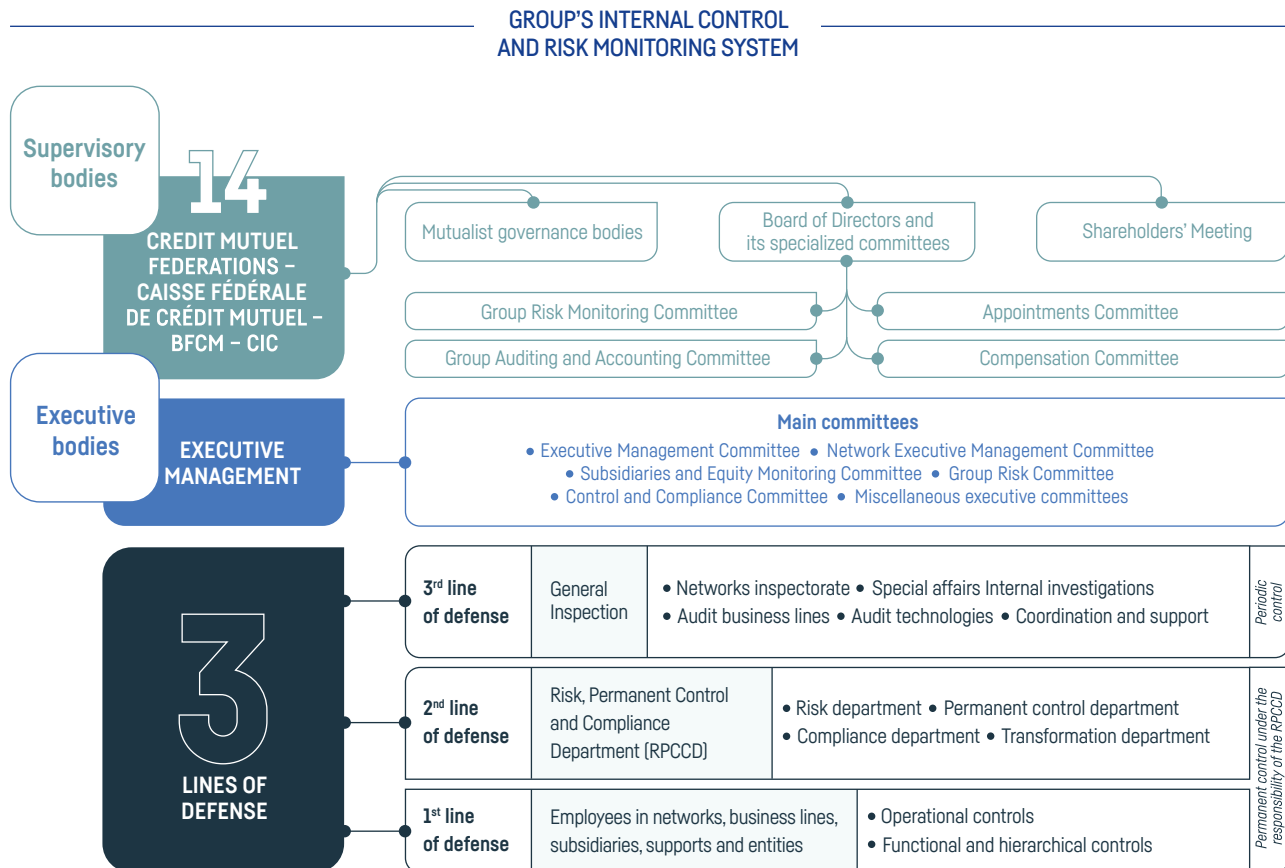 GROUP'S INTERNAL CONTROL
AND RISK MONITORING SYSTEM
Supervisory
bodies
14
CREDIT MUTUEL
FEDERATIONS –
CAISSE FÉDÉRALE
DE CRÉDIT MUTUEL –
BFCM – CIC
Mutualist governance bodies
Board of Directors and
its specialized committees
Shareholders' Meeting
Group Risk Monitoring Committee
Appointments Committee
Group Auditing and Accounting Committee
Compensation Committee
Executive
bodies
EXECUTIVE
MANAGEMENT
Main committees
• Executive Management Committee • Network Executive Management Committee
• Subsidiaries and Equity Monitoring Committee • Group Risk Committee
• Control and Compliance Committee • Miscellaneous executive committees
3
LINES OF
DEFENSE
3rd line
of defense
General
Inspection
• Networks inspectorate • Special affairs Internal investigations
• Audit business lines • Audit technologies • Coordination and support
Periodic
control
2nd line
of defense
Risk, Permanent Control
and Compliance
Department (RPCCD)
• Risk department • Permanent control department
• Compliance department • Transformation department
1st line
of defense
Employees in networks, business lines,
subsidiaries, supports and entities
• Operational controls
• Functional and hierarchical controls
Permanent control under the
responsibility of the RPCCD